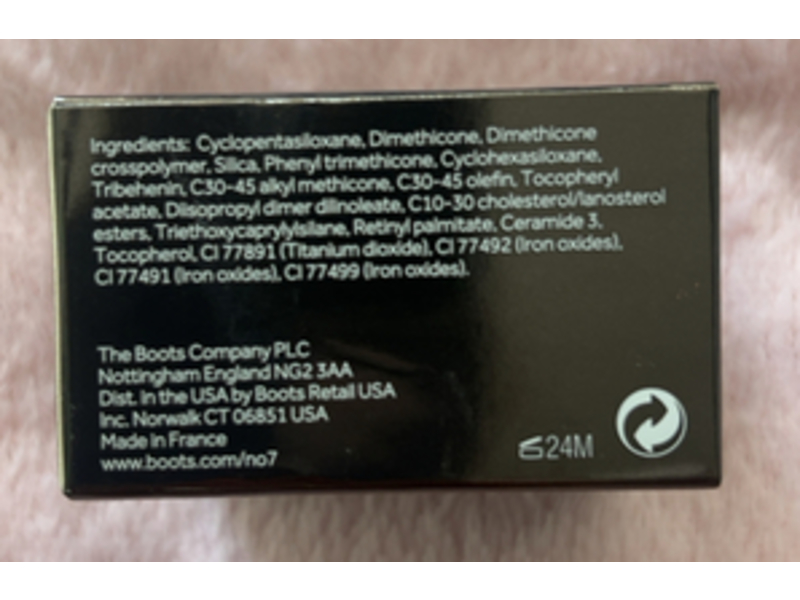 Ingredients: Cyclopentasiloxane, Dimethicone, Dimethicone
crosspolymer, Silica, Phenyl trimethicone, Cyclohexasiloxane,
Tribehenin, C30-45 alkyl methicone, C30-45 olefin, Tocopheryl
acetate, Diisopropyl dimer dilinoleate, C10-30 cholesterol/lanosterol
esters, Triethoxycaprylylsilane, Retinyl palmitate, Ceramide 3,
Tocopherol, CI 77891 (Titanium dioxide), CI 77492 (Iron oxides),
CI 77491 (Iron oxides), CI 77499 (Iron oxides).
The Boots Company PLC
Nottingham England NG2 3AA
Dist. in the USA by Boots Retail USA
Inc. Norwalk CT 06851 USA
Made in France
www.boots.com/no7
24M